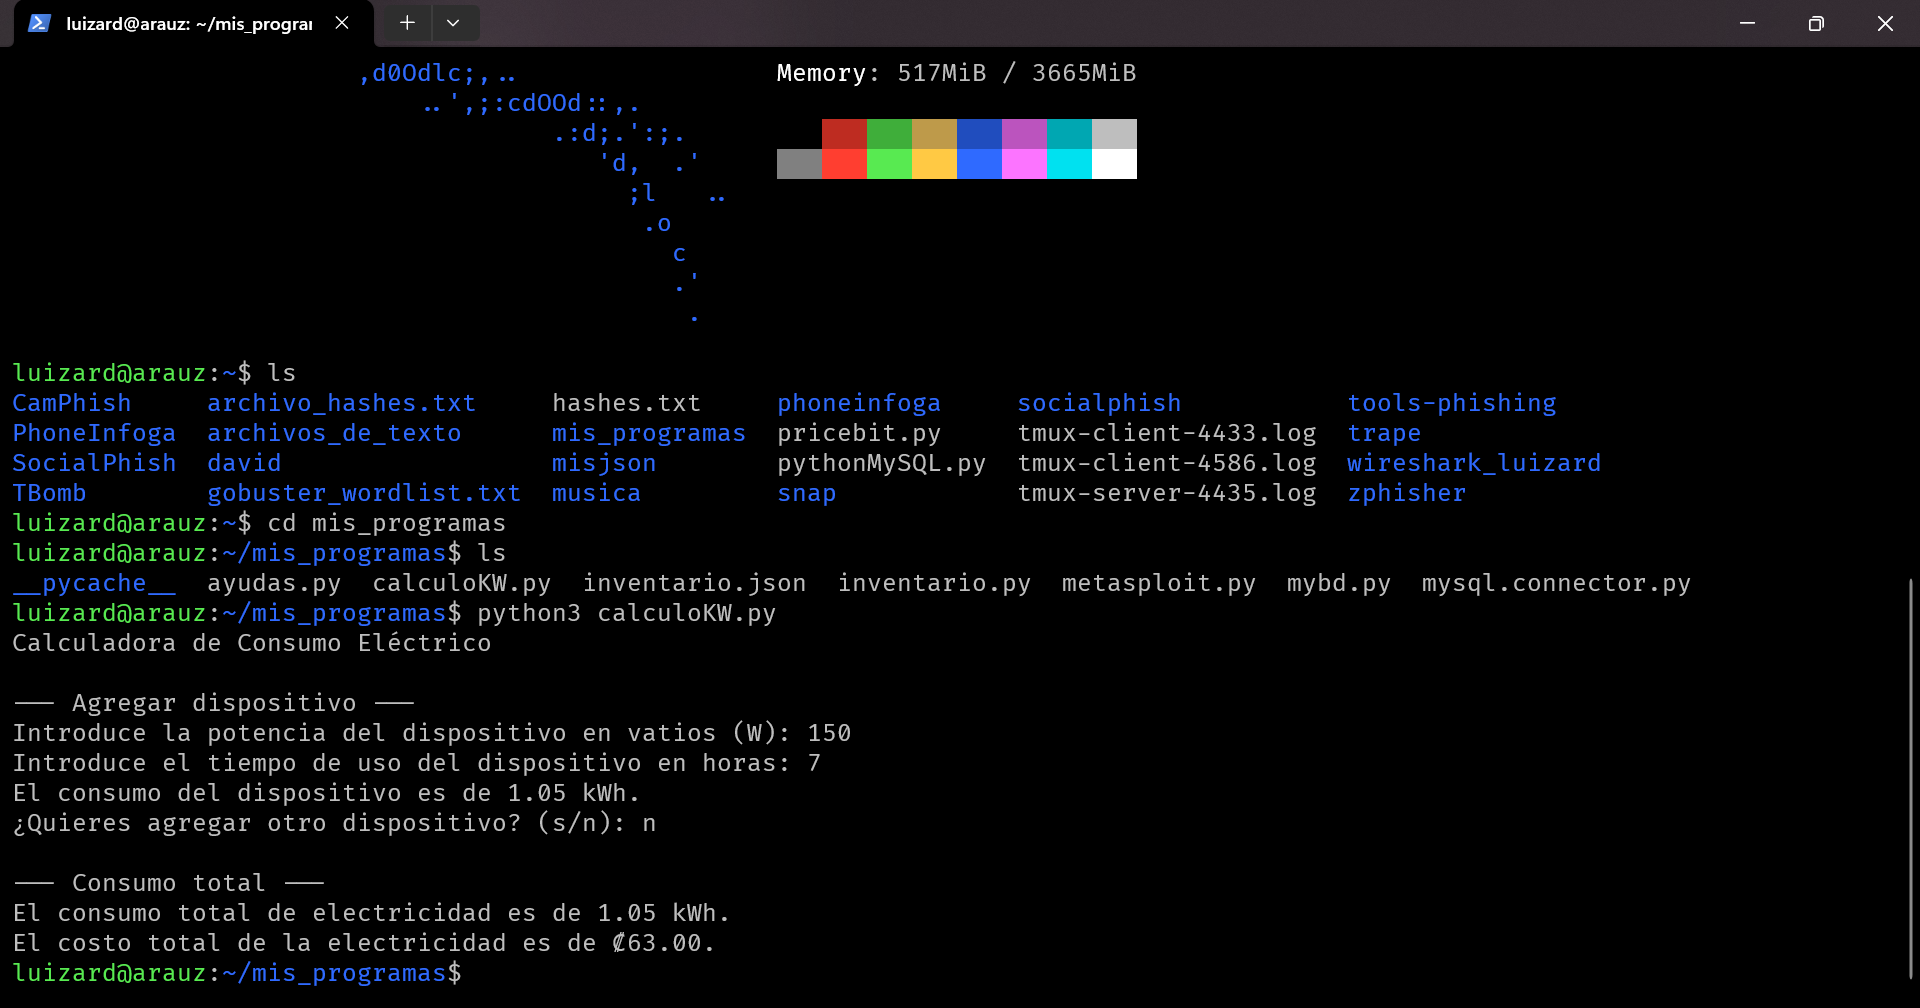 luizard@arauz: ~/mis_progran
,d0Odlc;,..                 Memory: 517MiB / 3665MiB
..',;:cdOOd::,.
.:d;.':;.
'd,  .'
;l   ..
.o
c
.'
.
luizard@arauz:~$ ls
CamPhish     archivo_hashes.txt     hashes.txt    phoneinfoga      socialphish          tools-phishing
PhoneInfoga  archivos_de_texto      mis_programas  pricebit.py      tmux-client-4433.log  trape
SocialPhish  david                  misjson       pythonMySQL.py   tmux-client-4586.log  wireshark_luizard
TBomb        gobuster_wordlist.txt  musica        snap             tmux-server-4435.log  zphisher
luizard@arauz:~$ cd mis_programas
luizard@arauz:~/mis_programas$ ls
__pycache__  ayudas.py  calculoKW.py  inventario.json  inventario.py  metasploit.py  mybd.py  mysql.connector.py
luizard@arauz:~/mis_programas$ python3 calculoKW.py
Calculadora de Consumo Eléctrico
--- Agregar dispositivo ---
Introduce la potencia del dispositivo en vatios (W): 150
Introduce el tiempo de uso del dispositivo en horas: 7
El consumo del dispositivo es de 1.05 kWh.
¿Quieres agregar otro dispositivo? (s/n): n
--- Consumo total ---
El consumo total de electricidad es de 1.05 kWh.
El costo total de la electricidad es de ₡63.00.
luizard@arauz:~/mis_programas$